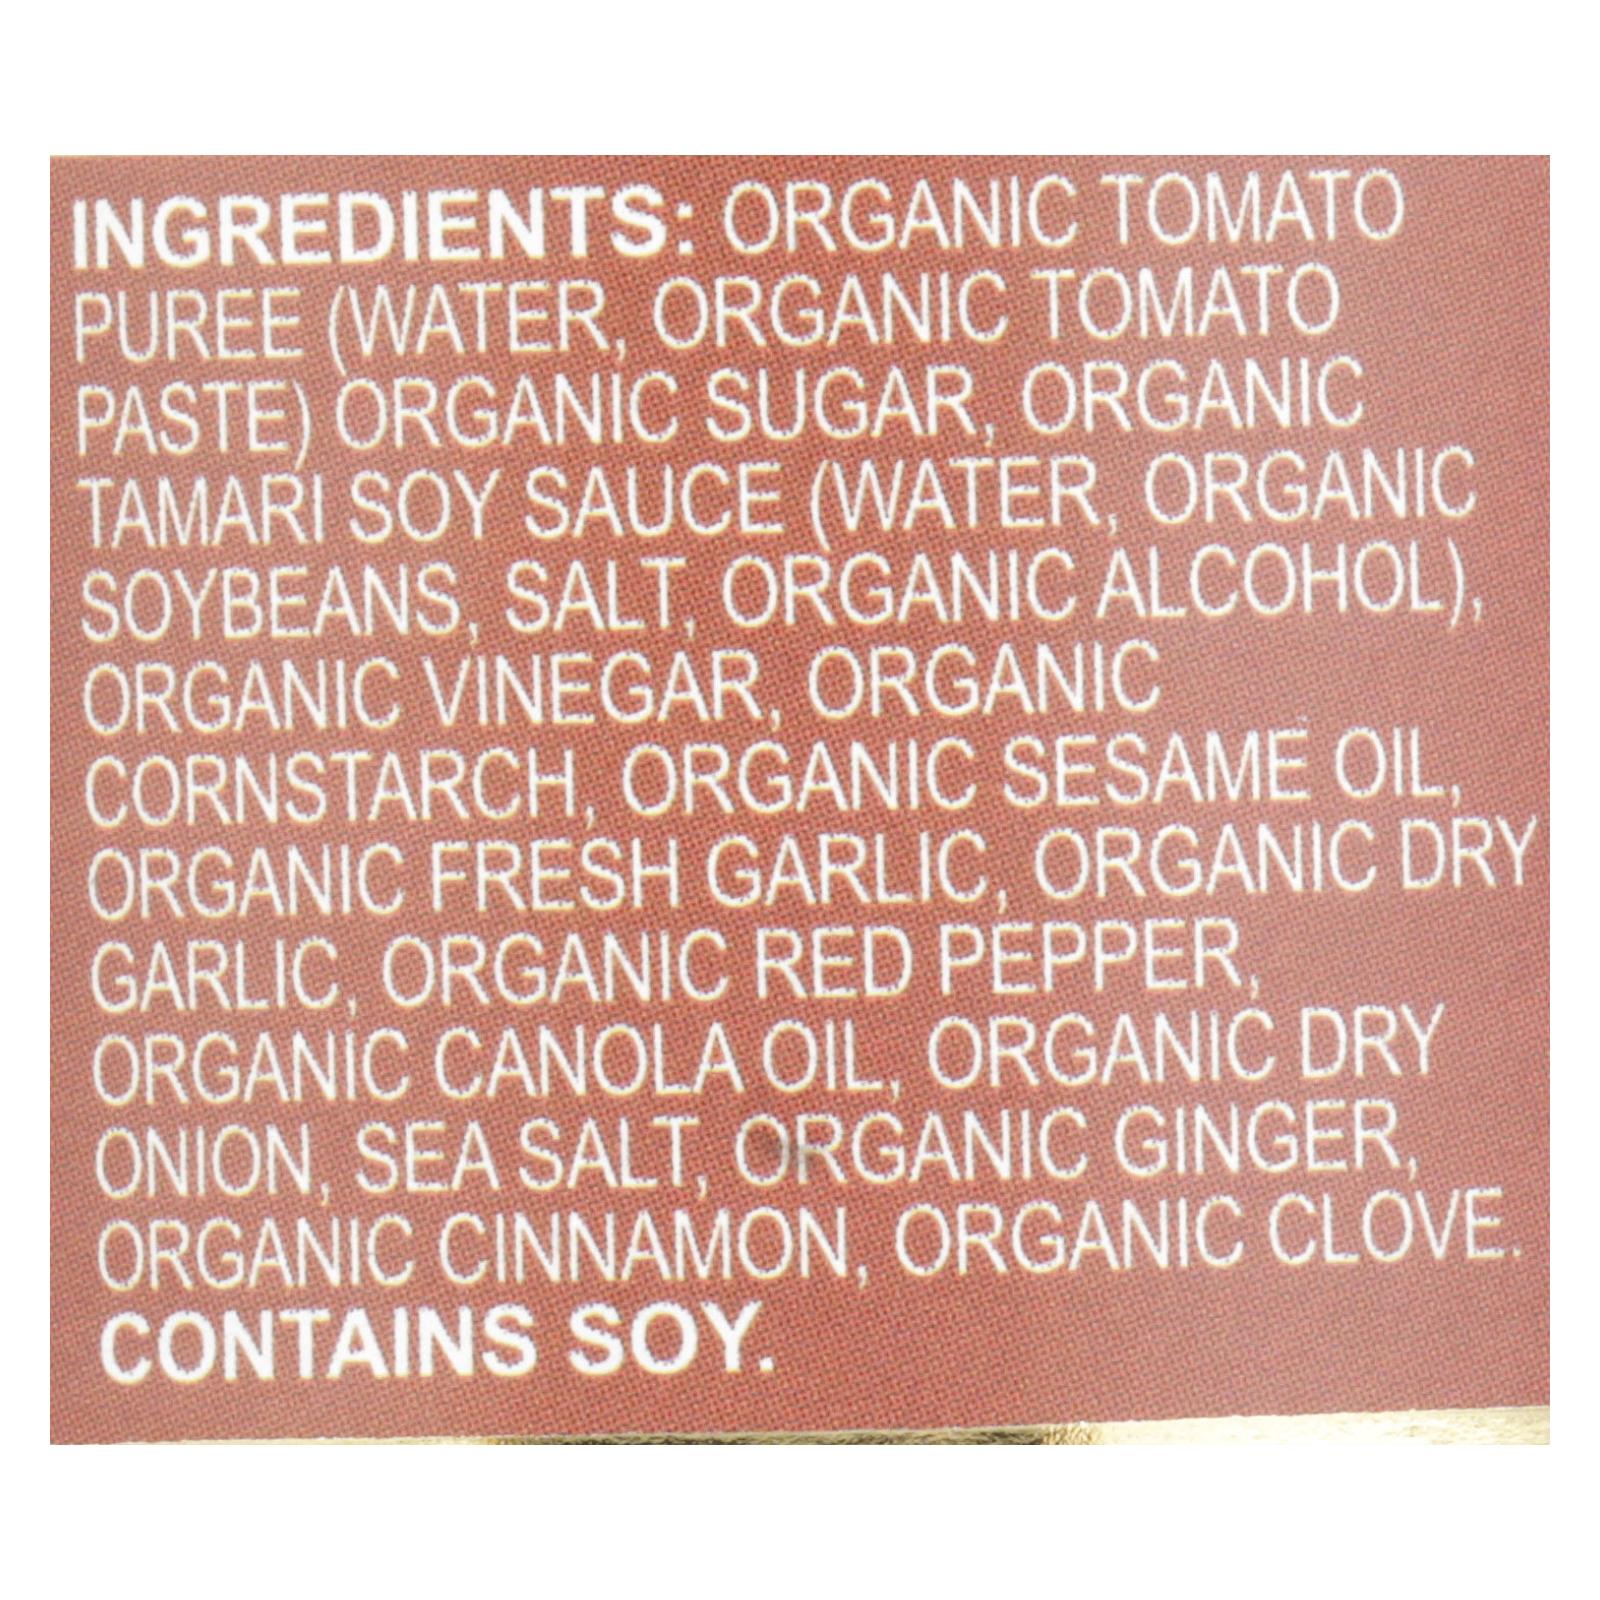 INGREDIENTS: ORGANIC TOMATO
PUREE (WATER, ORGANIC TOMATO
PASTE) ORGANIC SUGAR, ORGANIC
TAMARI SOY SAUCE (WATER, ORGANIC
SOYBEANS, SALT, ORGANIC ALCOHOL),
ORGANIC VINEGAR, ORGANIC
CORNSTARCH, ORGANIC SESAME OIL,
ORGANIC FRESH GARLIC, ORGANIC DRY
GARLIC, ORGANIC RED PEPPER,
ORGANIC CANOLA OIL, ORGANIC DRY
ONION, SEA SALT, ORGANIC GINGER,
ORGANIC CINNAMON, ORGANIC CLOVE.
CONTAINS SOY.